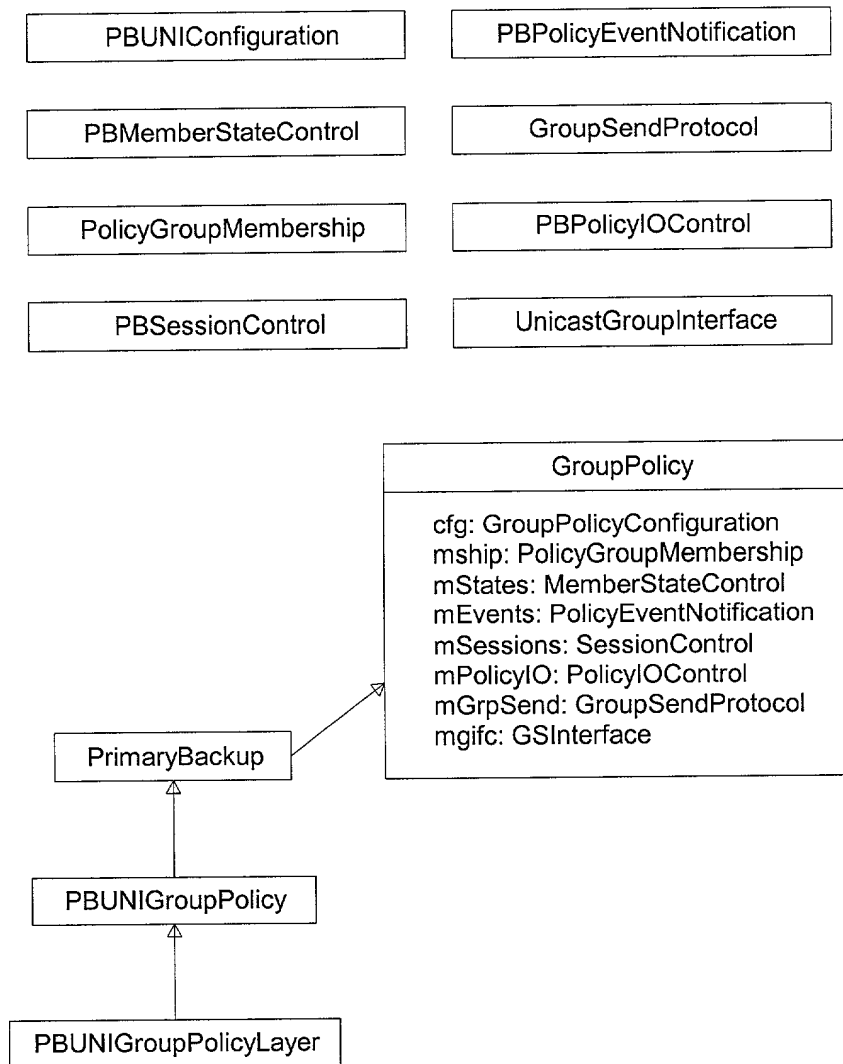 PBUNIConfiguration
PBPolicyEventNotification
PBMemberStateControl
GroupSendProtocol
PolicyGroupMembership
PBPolicyIOControl
PBSessionControl
UnicastGroupInterface
GroupPolicy
cfg: GroupPolicyConfiguration
mship: PolicyGroupMembership
mStates: MemberStateControl
mEvents: PolicyEventNotification
mSessions: SessionControl
mPolicyIO: PolicyIOControl
mGrpSend: GroupSendProtocol
mgifc: GSInterface
PrimaryBackup
PBUNIGroupPolicy
PBUNIGroupPolicyLayer